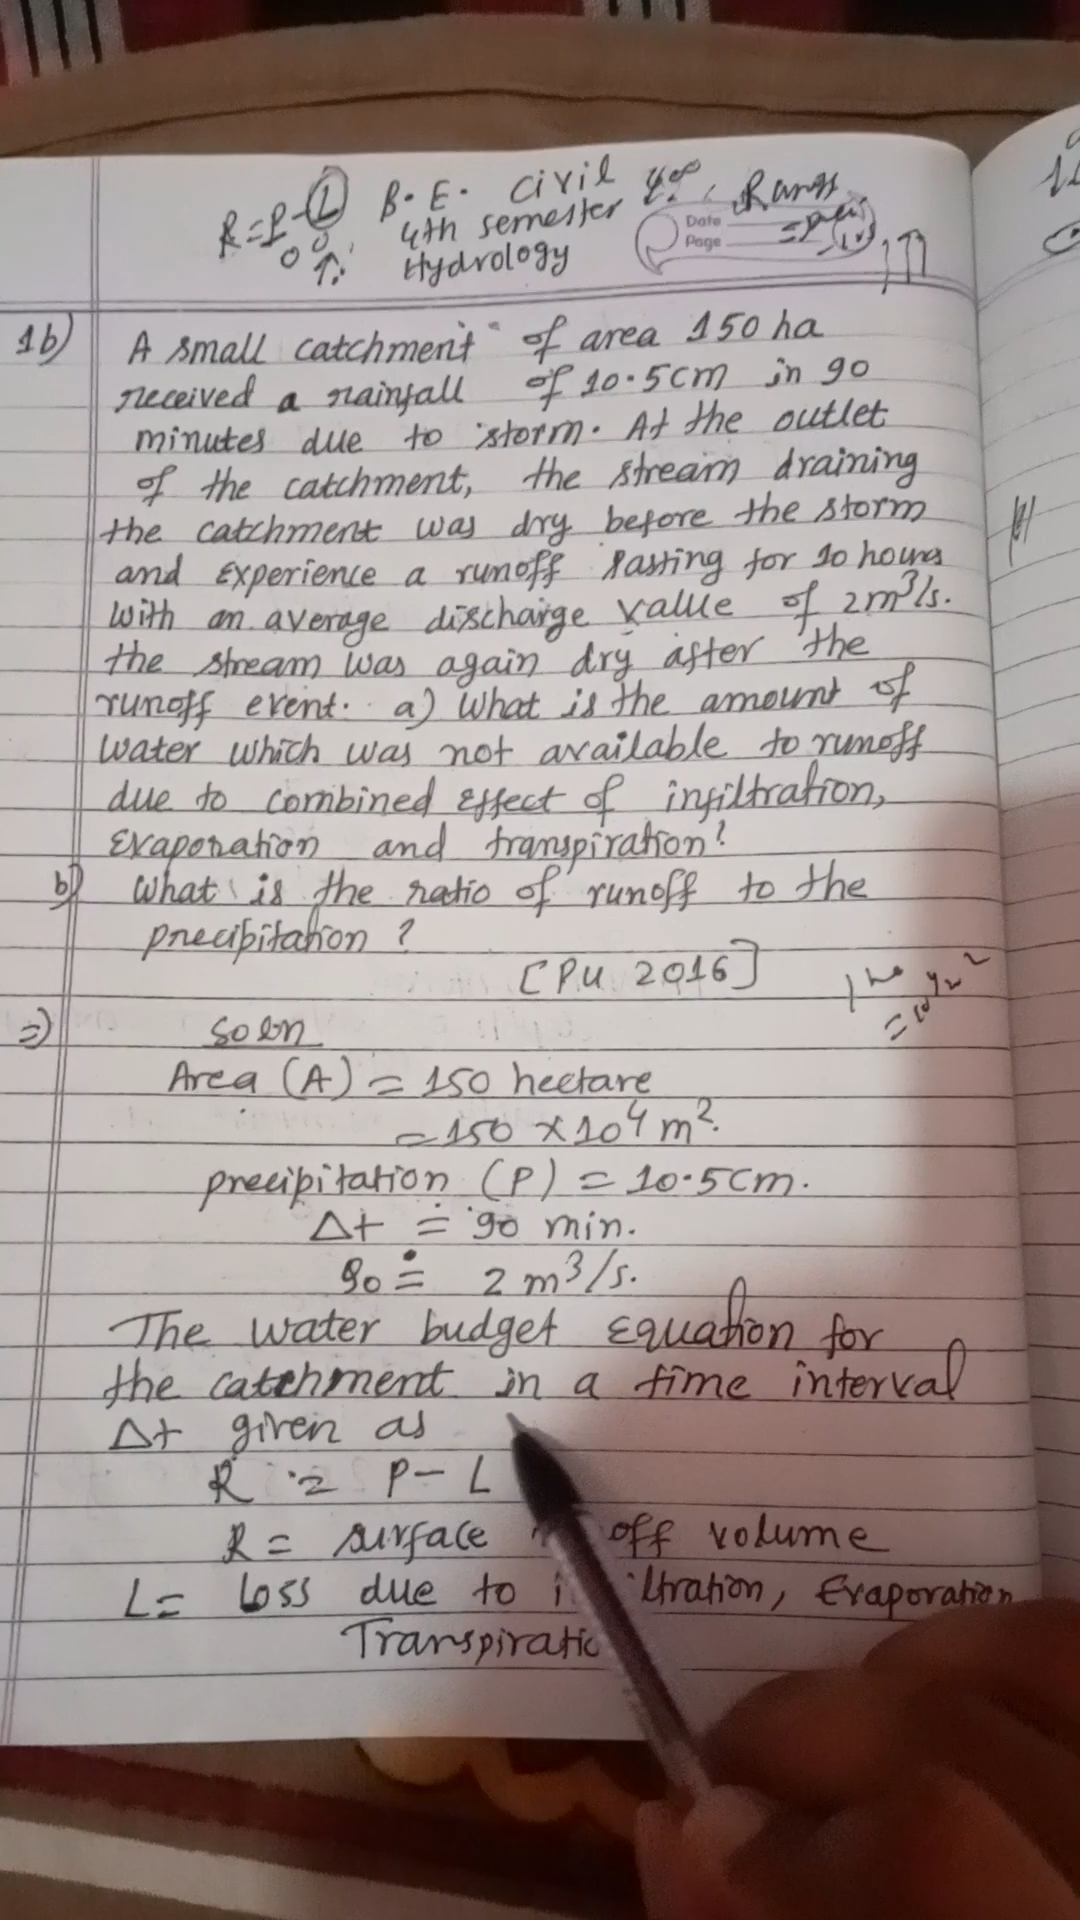 R=P-L B.E. Civil
4th semester
Hydrology
Date
Page
1b) A small catchment of area 150 ha
received a rainfall of 10.5cm in 90
minutes due to storm. At the outlet
of the catchment, the stream draining
the catchment was dry before the storm
and Experience a runoff lasting for 10 hours
with an average discharge value of 2m³/s.
the stream was again dry after the
runoff event. a) What is the amount of
water which was not available to runoff
due to combined Effect of infiltration,
Evaporation and transpiration?
b) What is the ratio of runoff to the
precipitation ?
[PU 2016]
1 ha
=> soln
Area (A) = 150 hectare
= 150 x 10⁴ m².
precipitation (P) = 10.5cm.
Δt = 90 min.
= 2 m³/s.
The water budget Equation for
the catchment in a time interval
Δt given as
R = P - L
R = surface off volume
L = Loss due to Evaporation